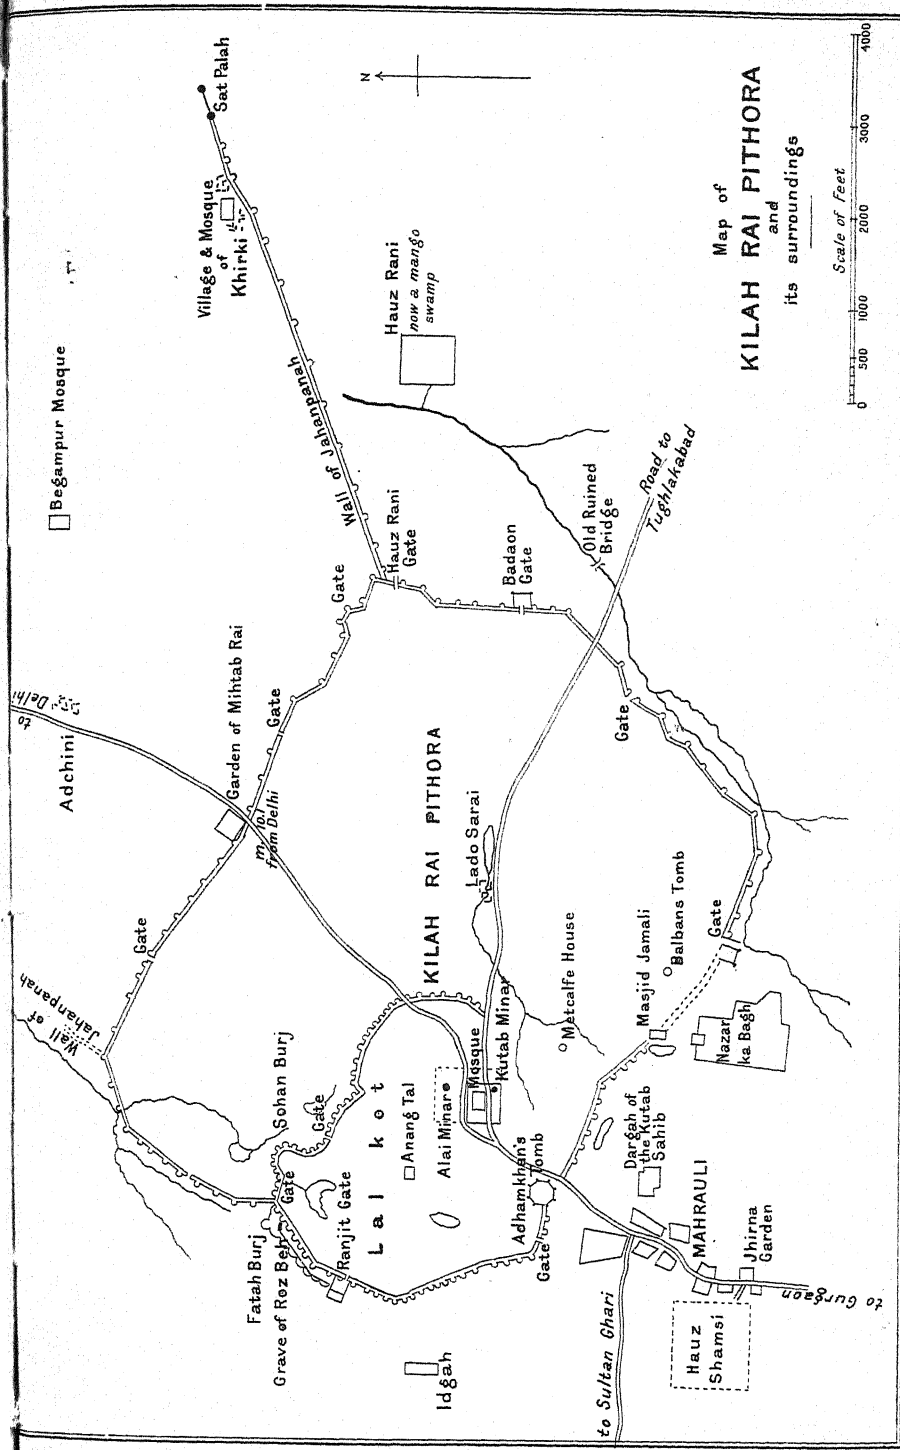 Map of
KILAH RAI PITHORA
and
its surroundings
Scale of Feet
0 500 1000 2000 3000 4000
N
Sat Palah
Village & Mosque
of
Khirki
Begampur Mosque
Hauz Rani
now a mango
swamp
Wall of Jahanpanah
Hauz Rani
Gate
Gate
Badaon
Gate
Old Ruined
Bridge
Road to
Tughlakabad
to Delhi
Adchini
Garden of Mihtab Rai
Gate
m. 10.1
from Delhi
Gate
KILAH RAI PITHORA
Lado Sarai
Gate
Wall of
Jahanpanah
Sohan Burj
Gate
Gate
Fatah Burj
Grave of Roz Beh
Ranjit Gate
Lal kot
Anang Tal
Alai Minar
Mosque
Kutab Minar
Metcalfe House
Masjid Jamali
Balbans Tomb
Gate
Nazar
ka Bagh
Adhamkhan's
Tomb
Gate
Dargah of
the Kutab
Sahib
MAHRAULI
Jhirna
Garden
Idgah
to Sultan Ghari
Hauz
Shamsi
to Gurgaon